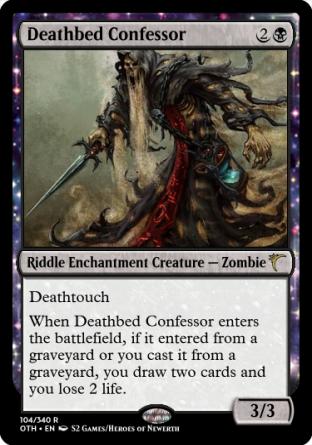 Deathbed Confessor 2
Riddle Enchantment Creature — Zombie
Deathtouch
When Deathbed Confessor enters
the battlefield, if it entered from a
graveyard or you cast it from a
graveyard, you draw two cards and
you lose 2 life.
104/340 R
OTH • EN S2 Games/Heroes of Newerth
3/3